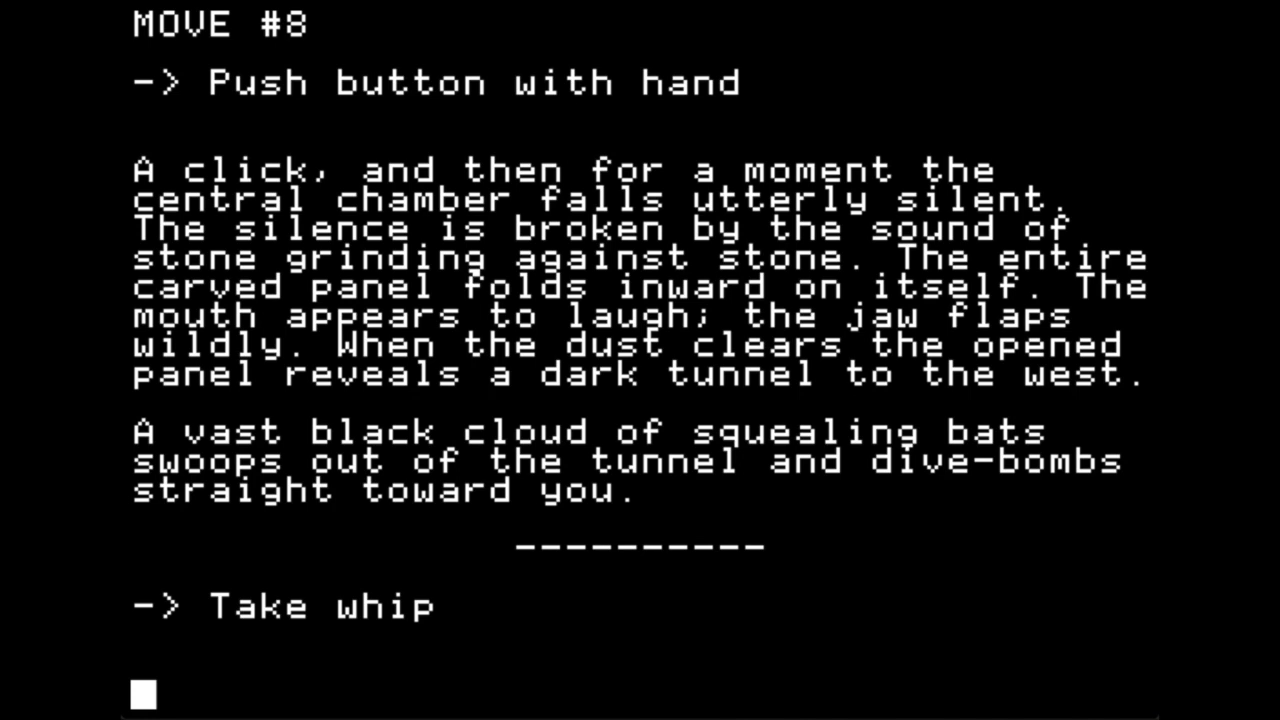 MOVE #8
-> Push button with hand
A click, and then for a moment the
central chamber falls utterly silent.
The silence is broken by the sound of
stone grinding against stone. The entire
carved panel folds inward on itself. The
mouth appears to laugh; the jaw flaps
wildly. When the dust clears the opened
panel reveals a dark tunnel to the west.
A vast black cloud of squealing bats
swoops out of the tunnel and dive-bombs
straight toward you.
----------
-> Take whip